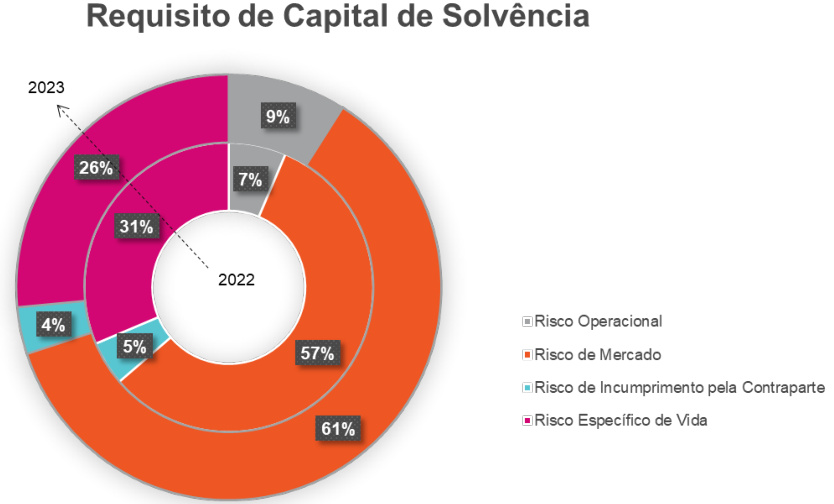 Requisito de Capital de Solvência
2023
9%
26%
7%
31%
2022
4%
5%
57%
61%
Risco Operacional
Risco de Mercado
Risco de Incumprimento pela Contraparte
Risco Específico de Vida